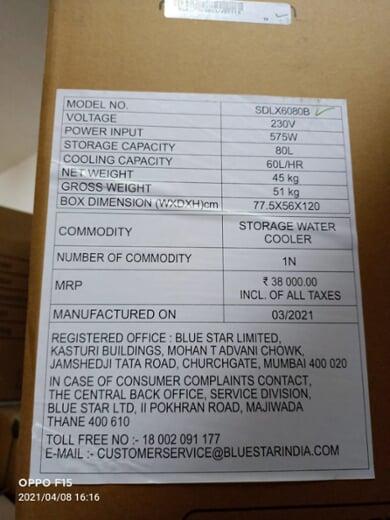 MODEL NO. SDLX6080B
VOLTAGE 230V
POWER INPUT 575W
STORAGE CAPACITY 80L
COOLING CAPACITY 60L/HR
NET WEIGHT 45 kg
GROSS WEIGHT 51 kg
BOX DIMENSION (WXDXH)cm 77.5X56X120
COMMODITY STORAGE WATER
COOLER
NUMBER OF COMMODITY 1N
MRP ₹ 38 000.00
INCL. OF ALL TAXES
MANUFACTURED ON 03/2021
REGISTERED OFFICE : BLUE STAR LIMITED,
KASTURI BUILDINGS, MOHAN T ADVANI CHOWK,
JAMSHEDJI TATA ROAD, CHURCHGATE, MUMBAI 400 020
IN CASE OF CONSUMER COMPLAINTS CONTACT,
THE CENTRAL BACK OFFICE, SERVICE DIVISION,
BLUE STAR LTD, II POKHRAN ROAD, MAJIWADA
THANE 400 610
TOLL FREE NO :- 18 002 091 177
E-MAIL :- CUSTOMERSERVICE@BLUESTARINDIA.COM
OPPO F15
2021/04/08 16:16